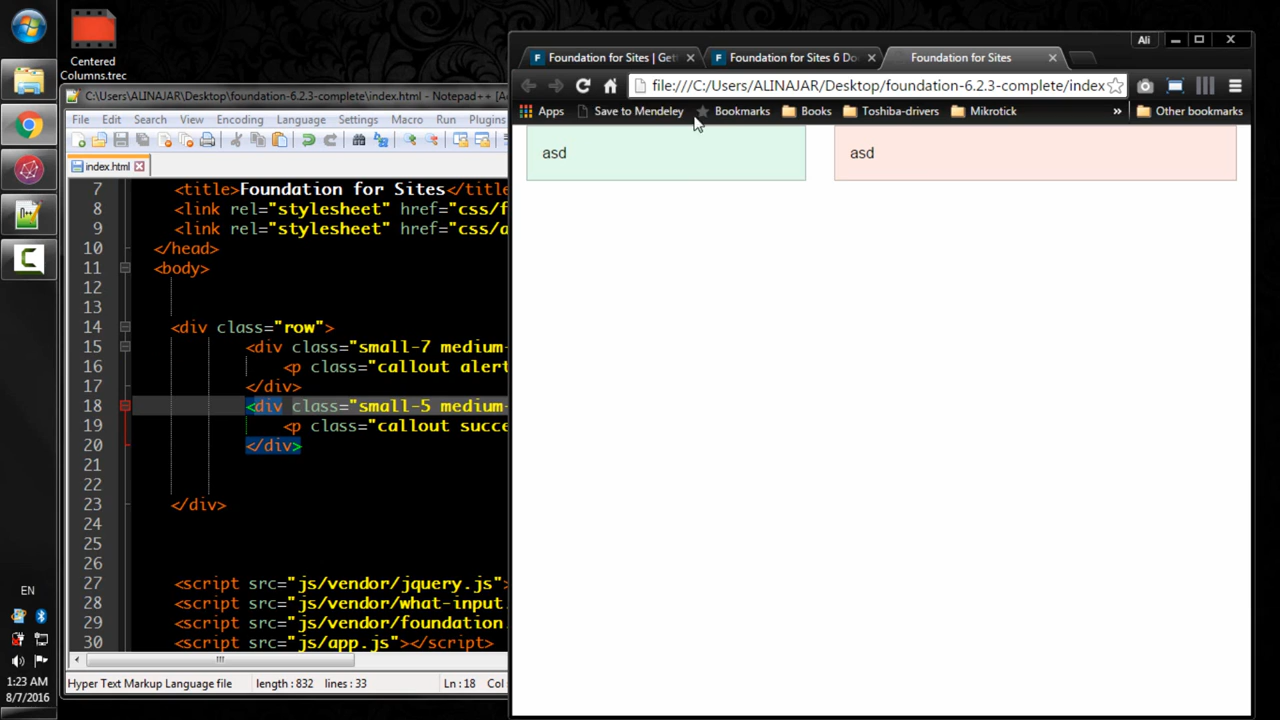 Centered
Columns.trec
C:\Users\ALINAJAR\Desktop\foundation-6.2.3-complete\index.html - Notepad++ [Ad
File Edit Search View Encoding Language Settings Macro Run Plugins
index.html
7 <title>Foundation for Sites</title
8 <link rel="stylesheet" href="css/f
9 <link rel="stylesheet" href="css/a
10 </head>
11 <body>
12
13
14 <div class="row">
15 <div class="small-7 medium-
16 <p class="callout alert
17 </div>
18 <div class="small-5 medium-
19 <p class="callout succe
20 </div>
21
22
23 </div>
24
25
26
27 <script src="js/vendor/jquery.js">
28 <script src="js/vendor/what-input.
29 <script src="js/vendor/foundation.
30 <script src="js/app.js"></script>
Hyper Text Markup Language file length : 832 lines : 33 Ln : 18 Col
Ali
Foundation for Sites | Get
Foundation for Sites 6 Do
Foundation for Sites
file:///C:/Users/ALINAJAR/Desktop/foundation-6.2.3-complete/index
Apps Save to Mendeley Bookmarks Books Toshiba-drivers Mikrotick » Other bookmarks
asd asd
EN
1:23 AM
8/7/2016